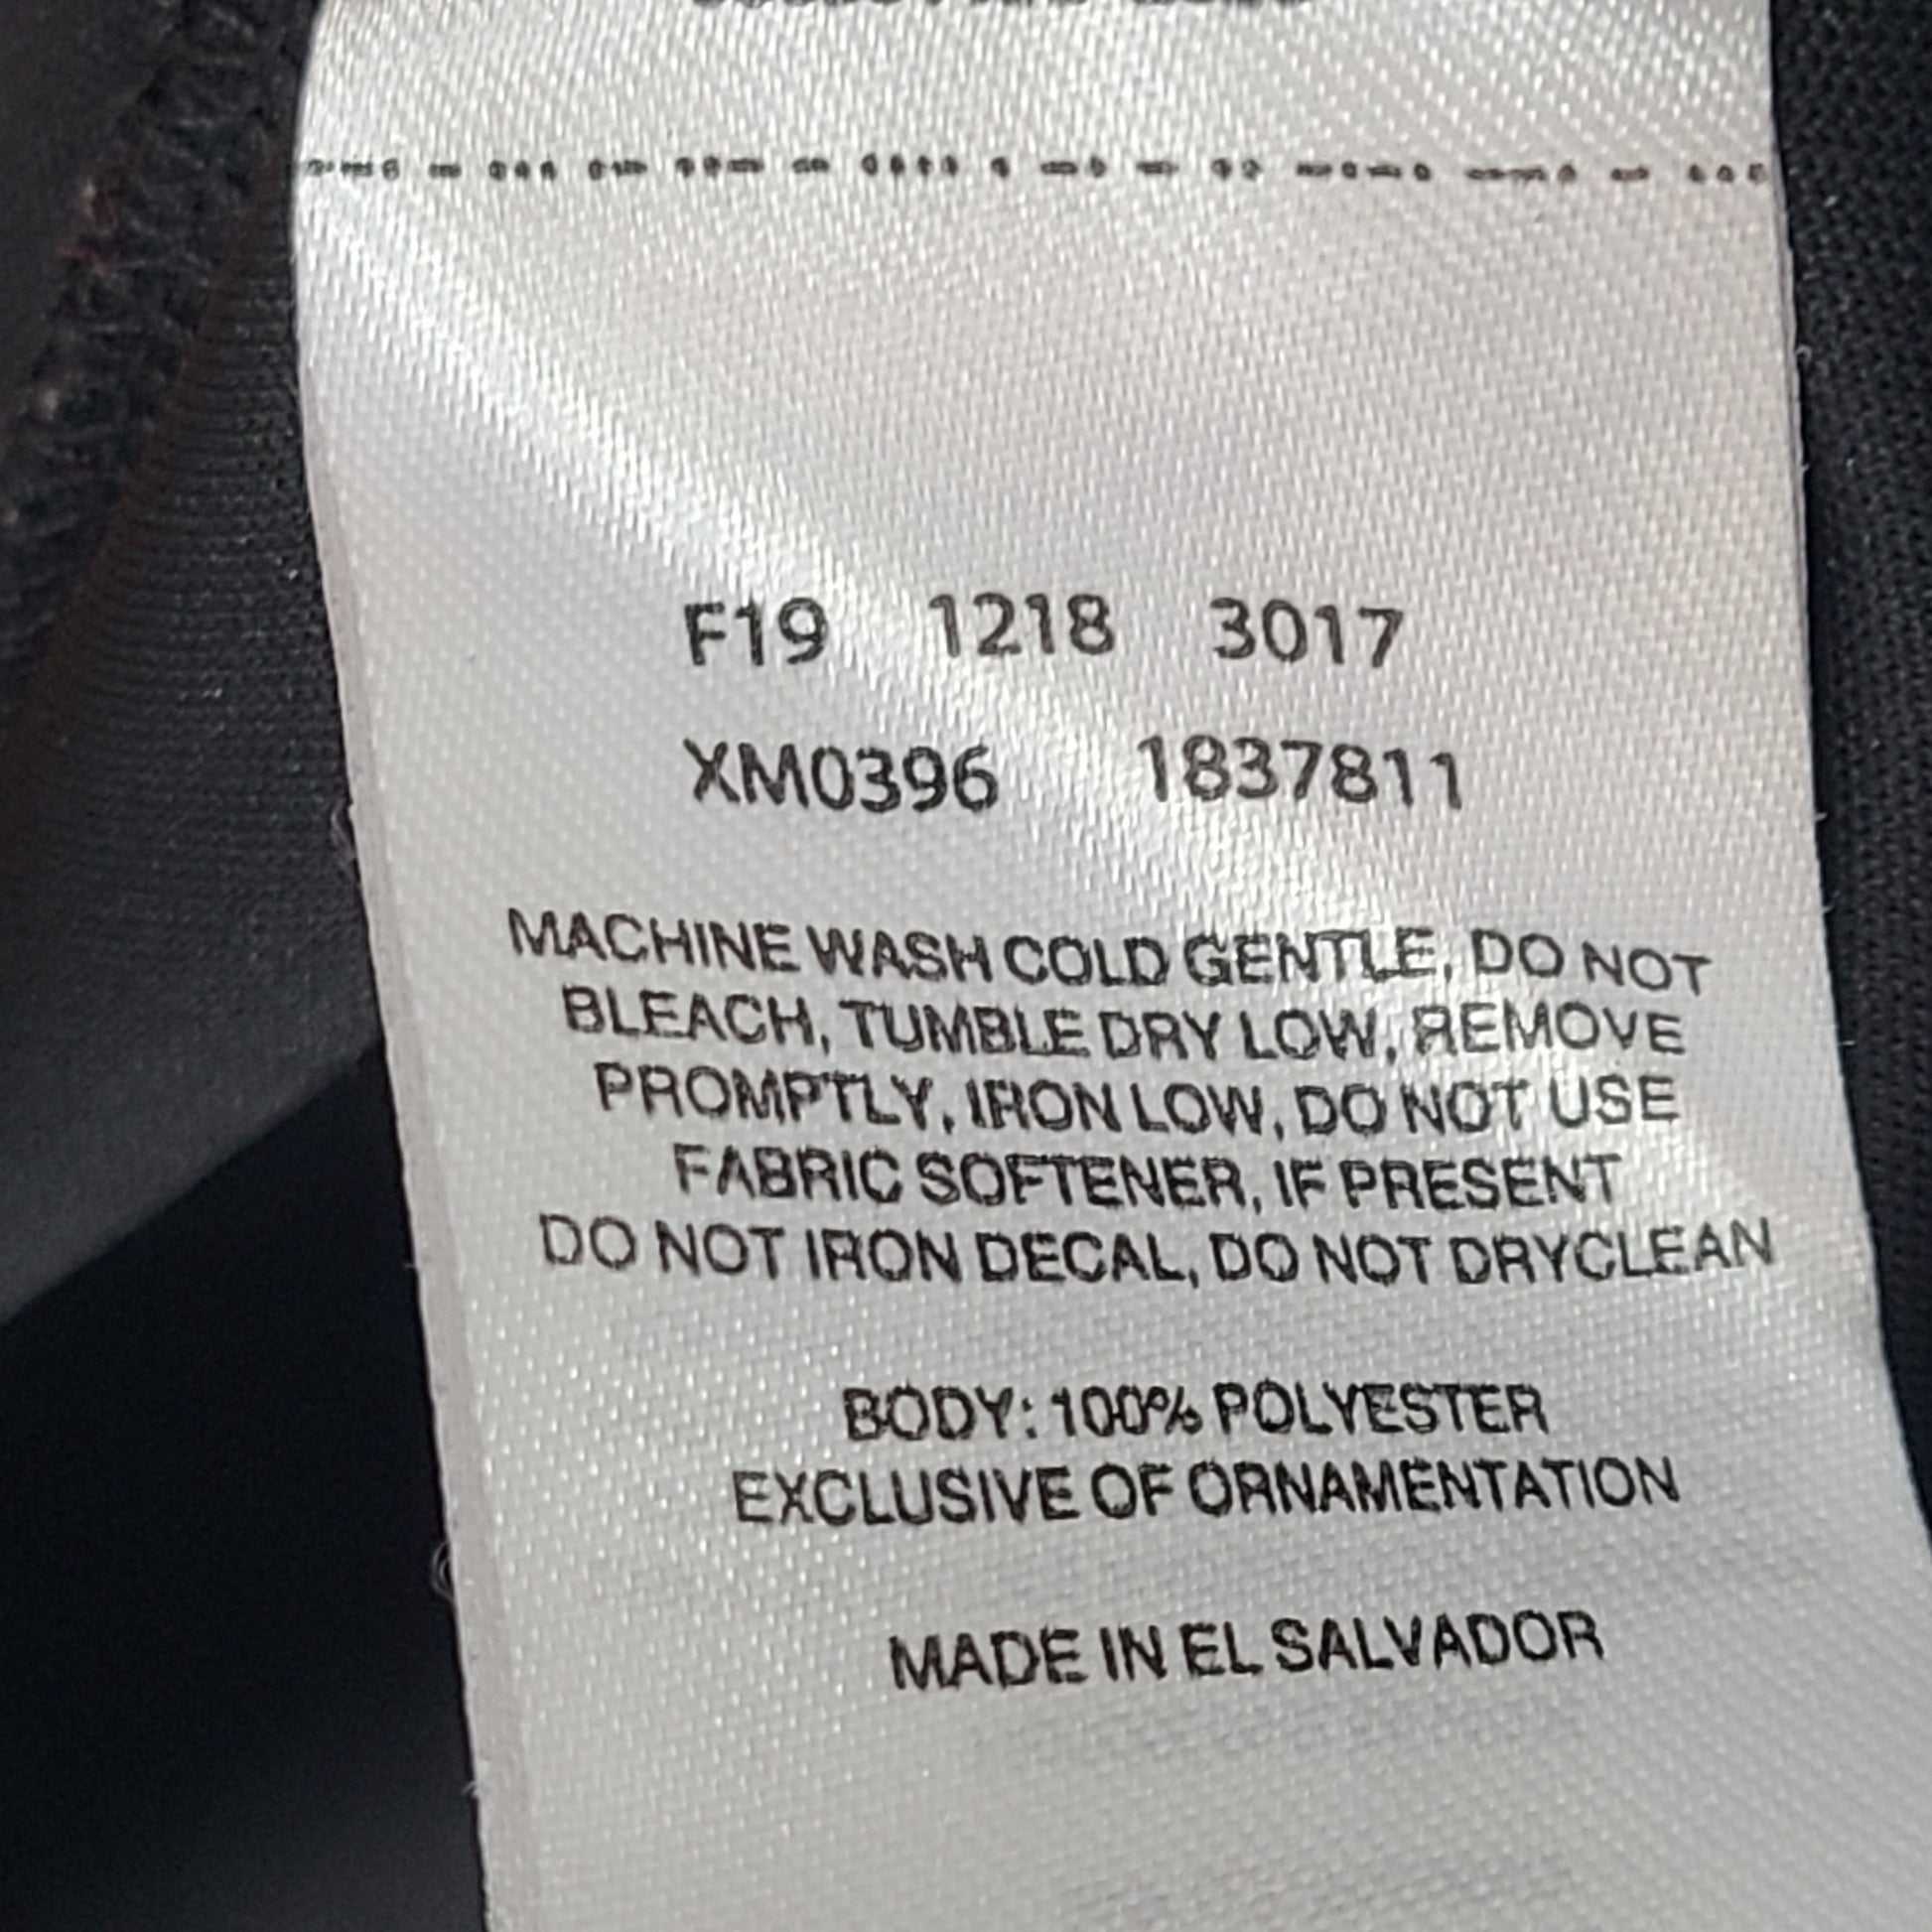 F19 1218 3017
XM0396 1837811
MACHINE WASH COLD GENTLE, DO NOT
BLEACH, TUMBLE DRY LOW, REMOVE
PROMPTLY, IRON LOW, DO NOT USE
FABRIC SOFTENER, IF PRESENT
DO NOT IRON DECAL, DO NOT DRYCLEAN
BODY: 100% POLYESTER
EXCLUSIVE OF ORNAMENTATION
MADE IN EL SALVADOR